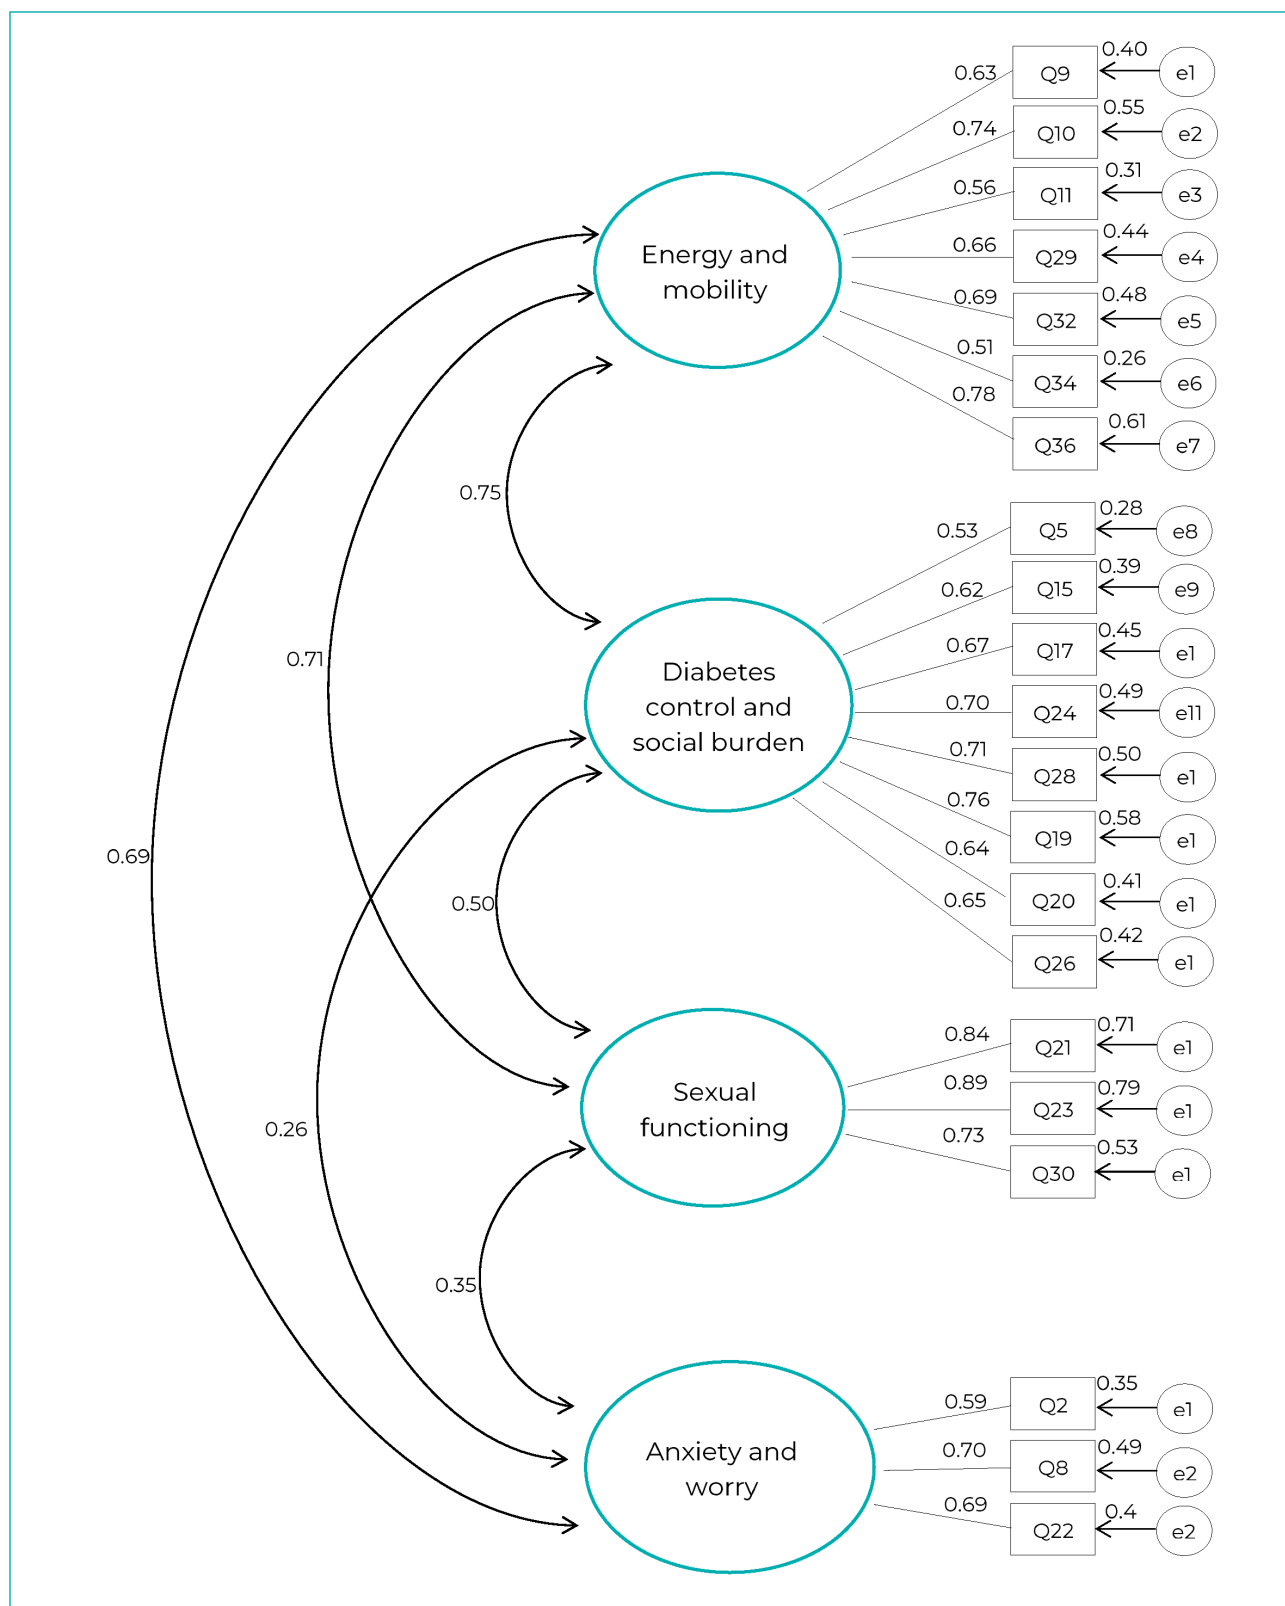 0.63 Q9 0.40 e1
0.74 Q10 0.55 e2
0.56 Q11 0.31 e3
0.66 Q29 0.44 e4
0.69 Q32 0.48 e5
0.51 Q34 0.26 e6
0.78 Q36 0.61 e7
Energy and
mobility
0.75
0.53 Q5 0.28 e8
0.62 Q15 0.39 e9
0.67 Q17 0.45 e1
0.70 Q24 0.49 e11
0.71 Q28 0.50 e1
0.76 Q19 0.58 e1
0.64 Q20 0.41 e1
0.65 Q26 0.42 e1
Diabetes
control and
social burden
0.71
0.69
0.50
0.84 Q21 0.71 e1
0.89 Q23 0.79 e1
0.73 Q30 0.53 e1
Sexual
functioning
0.26
0.35
0.59 Q2 0.35 e1
0.70 Q8 0.49 e2
0.69 Q22 0.4 e2
Anxiety and
worry